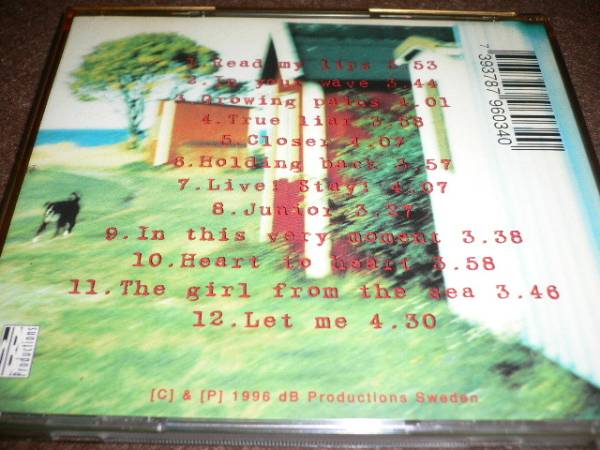 1.Read my lips 3.53
2.In your wave 3.44
3.Growing pains 4.01
4.True liar 3.58
5.Closer 4.07
6.Holding back 3.57
7.Live! Stay! 4.07
8.Junior 3.27
9.In this very moment 3.38
10.Heart to heart 3.58
11.The girl from the sea 3.46
12.Let me 4.30
7 393787 960340
Productions
[C] & [P] 1996 dB Productions Sweden